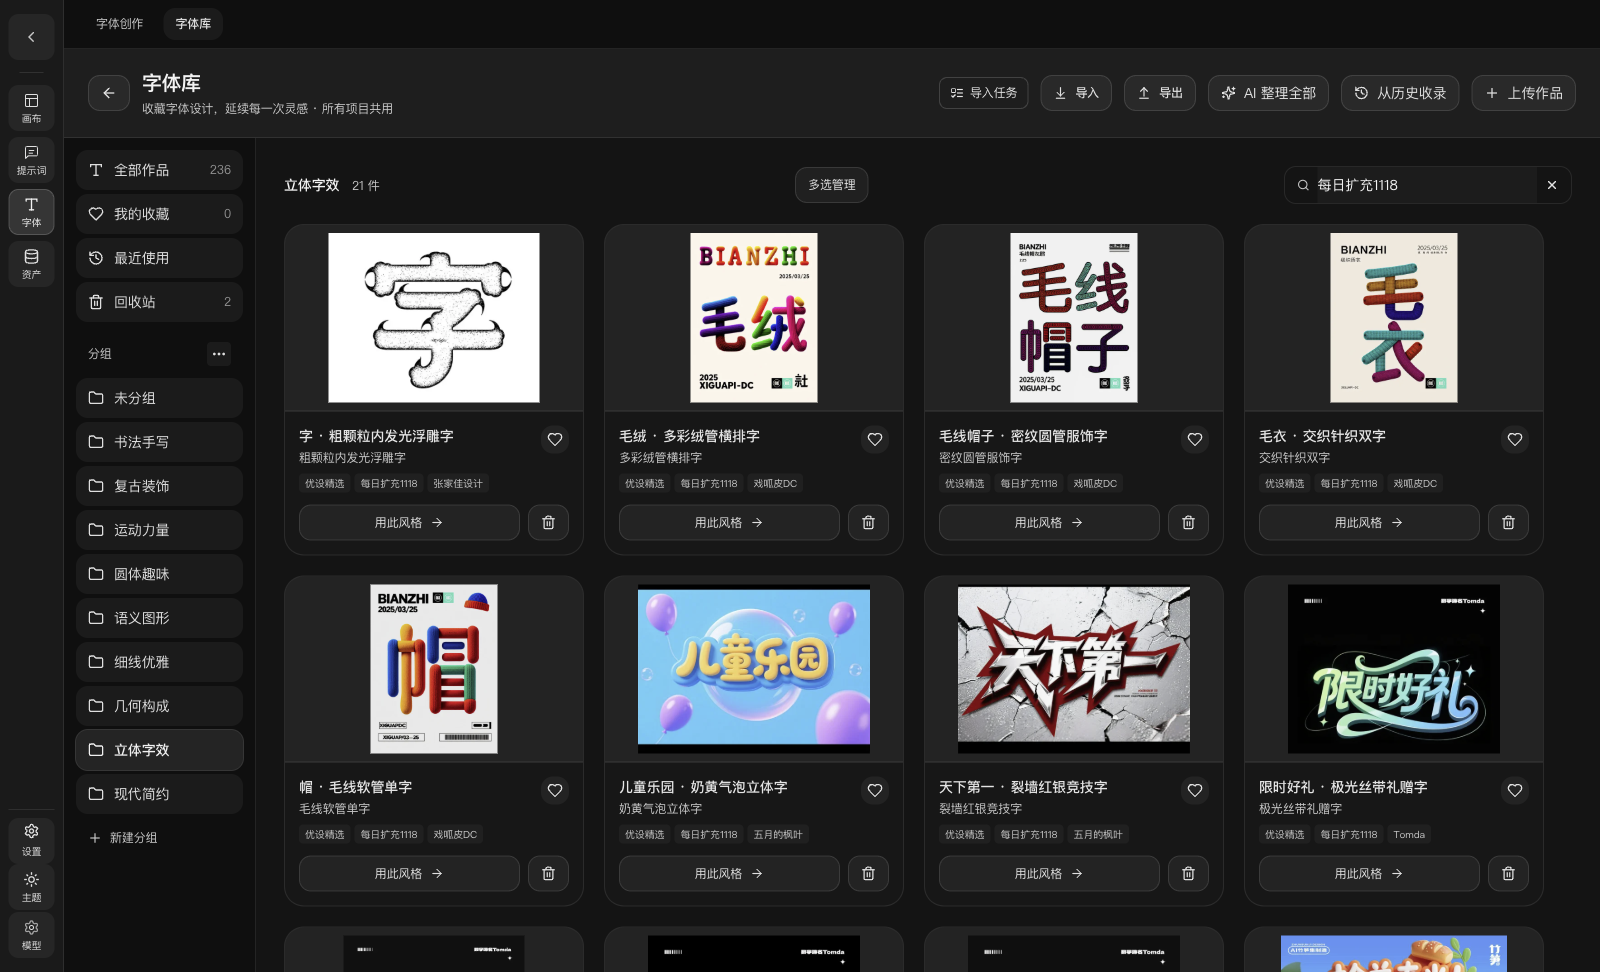 字体创作
字体库
画布
提示词
字体
资产
设置
主题
模型
字体库
收藏字体设计，延续每一次灵感 · 所有项目共用
导入任务
导入
导出
AI 整理全部
从历史收录
上传作品
全部作品 236
我的收藏 0
最近使用
回收站 2
分组
未分组
书法手写
复古装饰
运动力量
圆体趣味
语义图形
细线优雅
几何构成
立体字效
现代简约
新建分组
立体字效 21 件
多选管理
每日扩充1118
字
字 · 粗颗粒内发光浮雕字
粗颗粒内发光浮雕字
优设精选 每日扩充1118 张家佳设计
用此风格
BIANZHI
2025/03/25
毛绒
2025
XIGUAPI-DC
社
毛绒 · 多彩绒管横排字
多彩绒管横排字
优设精选 每日扩充1118 戏呱皮DC
用此风格
BIANZHI
毛线
帽子
2025/03/25
XIGUAPI-DC
毛线帽子 · 密纹圆管服饰字
密纹圆管服饰字
优设精选 每日扩充1118 戏呱皮DC
用此风格
BIANZHI
2025/03/25
毛
衣
毛衣 · 交织针织双字
交织针织双字
优设精选 每日扩充1118 戏呱皮DC
用此风格
BIANZHI
2025/03/25
帽
XIGUAPIDC
帽 · 毛线软管单字
毛线软管单字
优设精选 每日扩充1118 戏呱皮DC
用此风格
儿童乐园
儿童乐园 · 奶黄气泡立体字
奶黄气泡立体字
优设精选 每日扩充1118 五月的枫叶
用此风格
天下第一
天下第一 · 裂墙红银竞技字
裂墙红银竞技字
优设精选 每日扩充1118 五月的枫叶
用此风格
限时好礼
限时好礼 · 极光丝带礼赠字
极光丝带礼赠字
优设精选 每日扩充1118 Tomda
用此风格